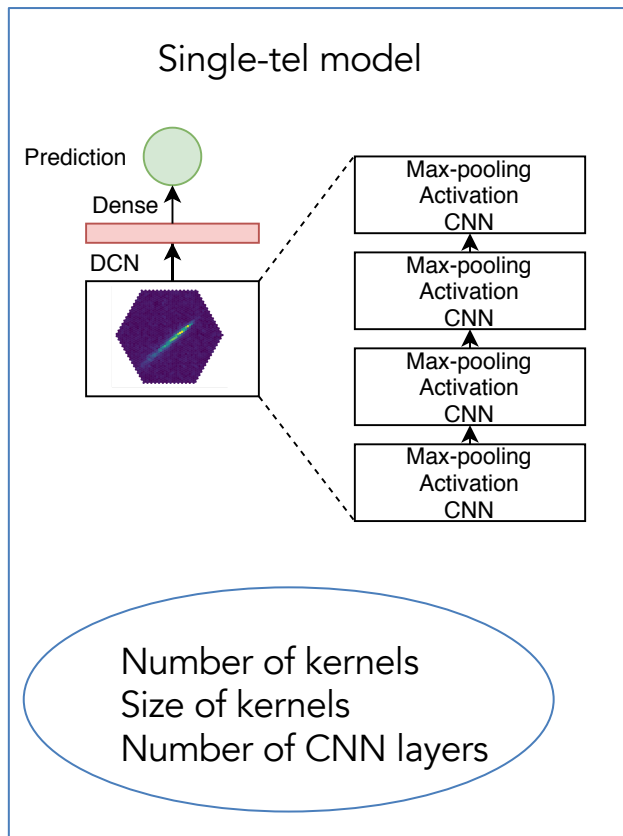 Single-tel model
Prediction
Dense
DCN
Max-pooling
Activation
CNN
Max-pooling
Activation
CNN
Max-pooling
Activation
CNN
Max-pooling
Activation
CNN
Number of kernels
Size of kernels
Number of CNN layers